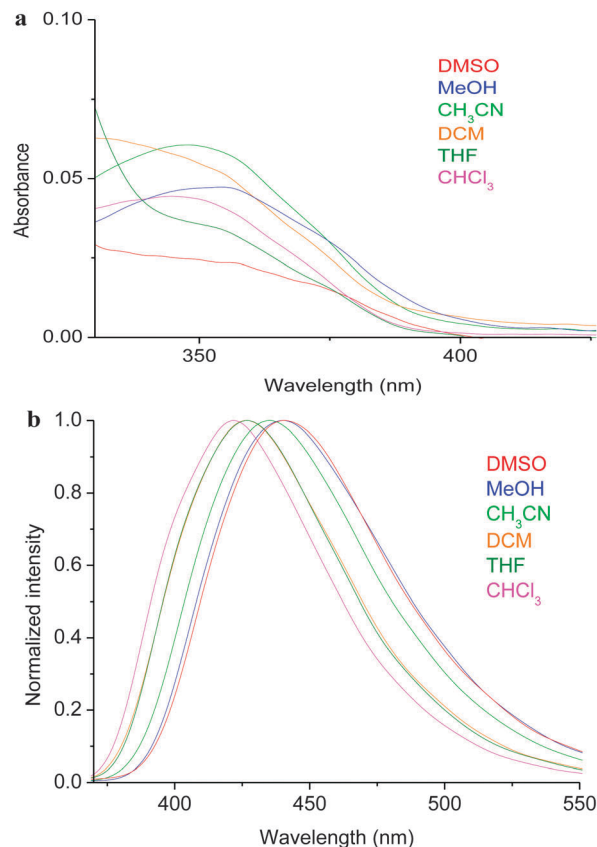 a
0.10
0.05
0.00
Absorbance
DMSO
MeOH
CH₃CN
DCM
THF
CHCl₃
350
400
Wavelength (nm)
b
1.0
0.8
0.6
0.4
0.2
0.0
Normalized intensity
DMSO
MeOH
CH₃CN
DCM
THF
CHCl₃
400
450
500
550
Wavelength (nm)